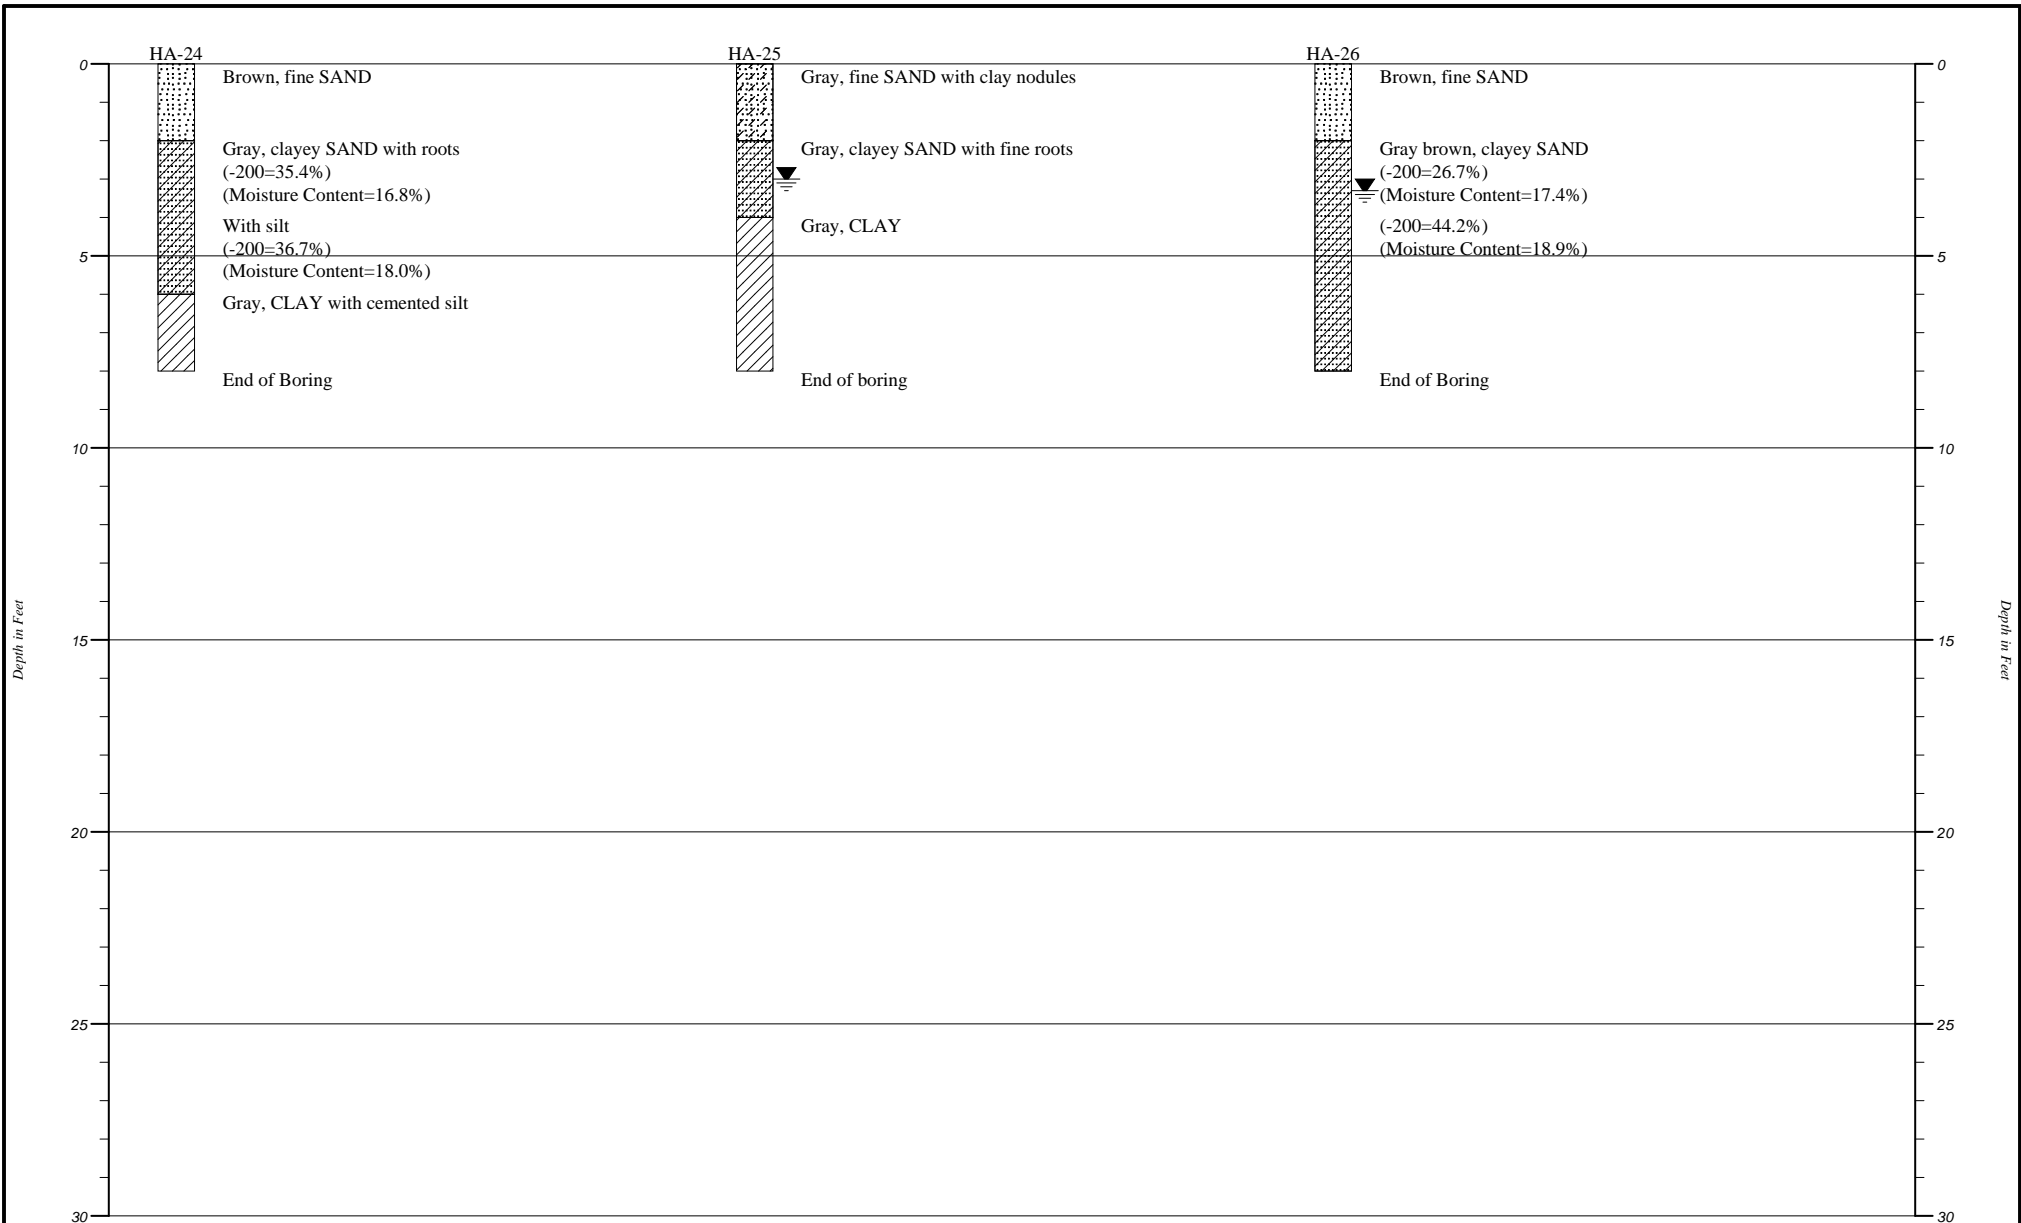 HA-24
HA-25
HA-26
0
0
Brown, fine SAND
Gray, fine SAND with clay nodules
Brown, fine SAND
Gray, clayey SAND with roots
(-200=35.4%)
(Moisture Content=16.8%)
With silt
(-200=36.7%)
(Moisture Content=18.0%)
Gray, CLAY with cemented silt
End of Boring
Gray, clayey SAND with fine roots
Gray, CLAY
End of boring
Gray brown, clayey SAND
(-200=26.7%)
(Moisture Content=17.4%)
(-200=44.2%)
(Moisture Content=18.9%)
End of Boring
5
5
10
10
15
15
Depth in Feet
Depth in Feet
20
20
25
25
30
30